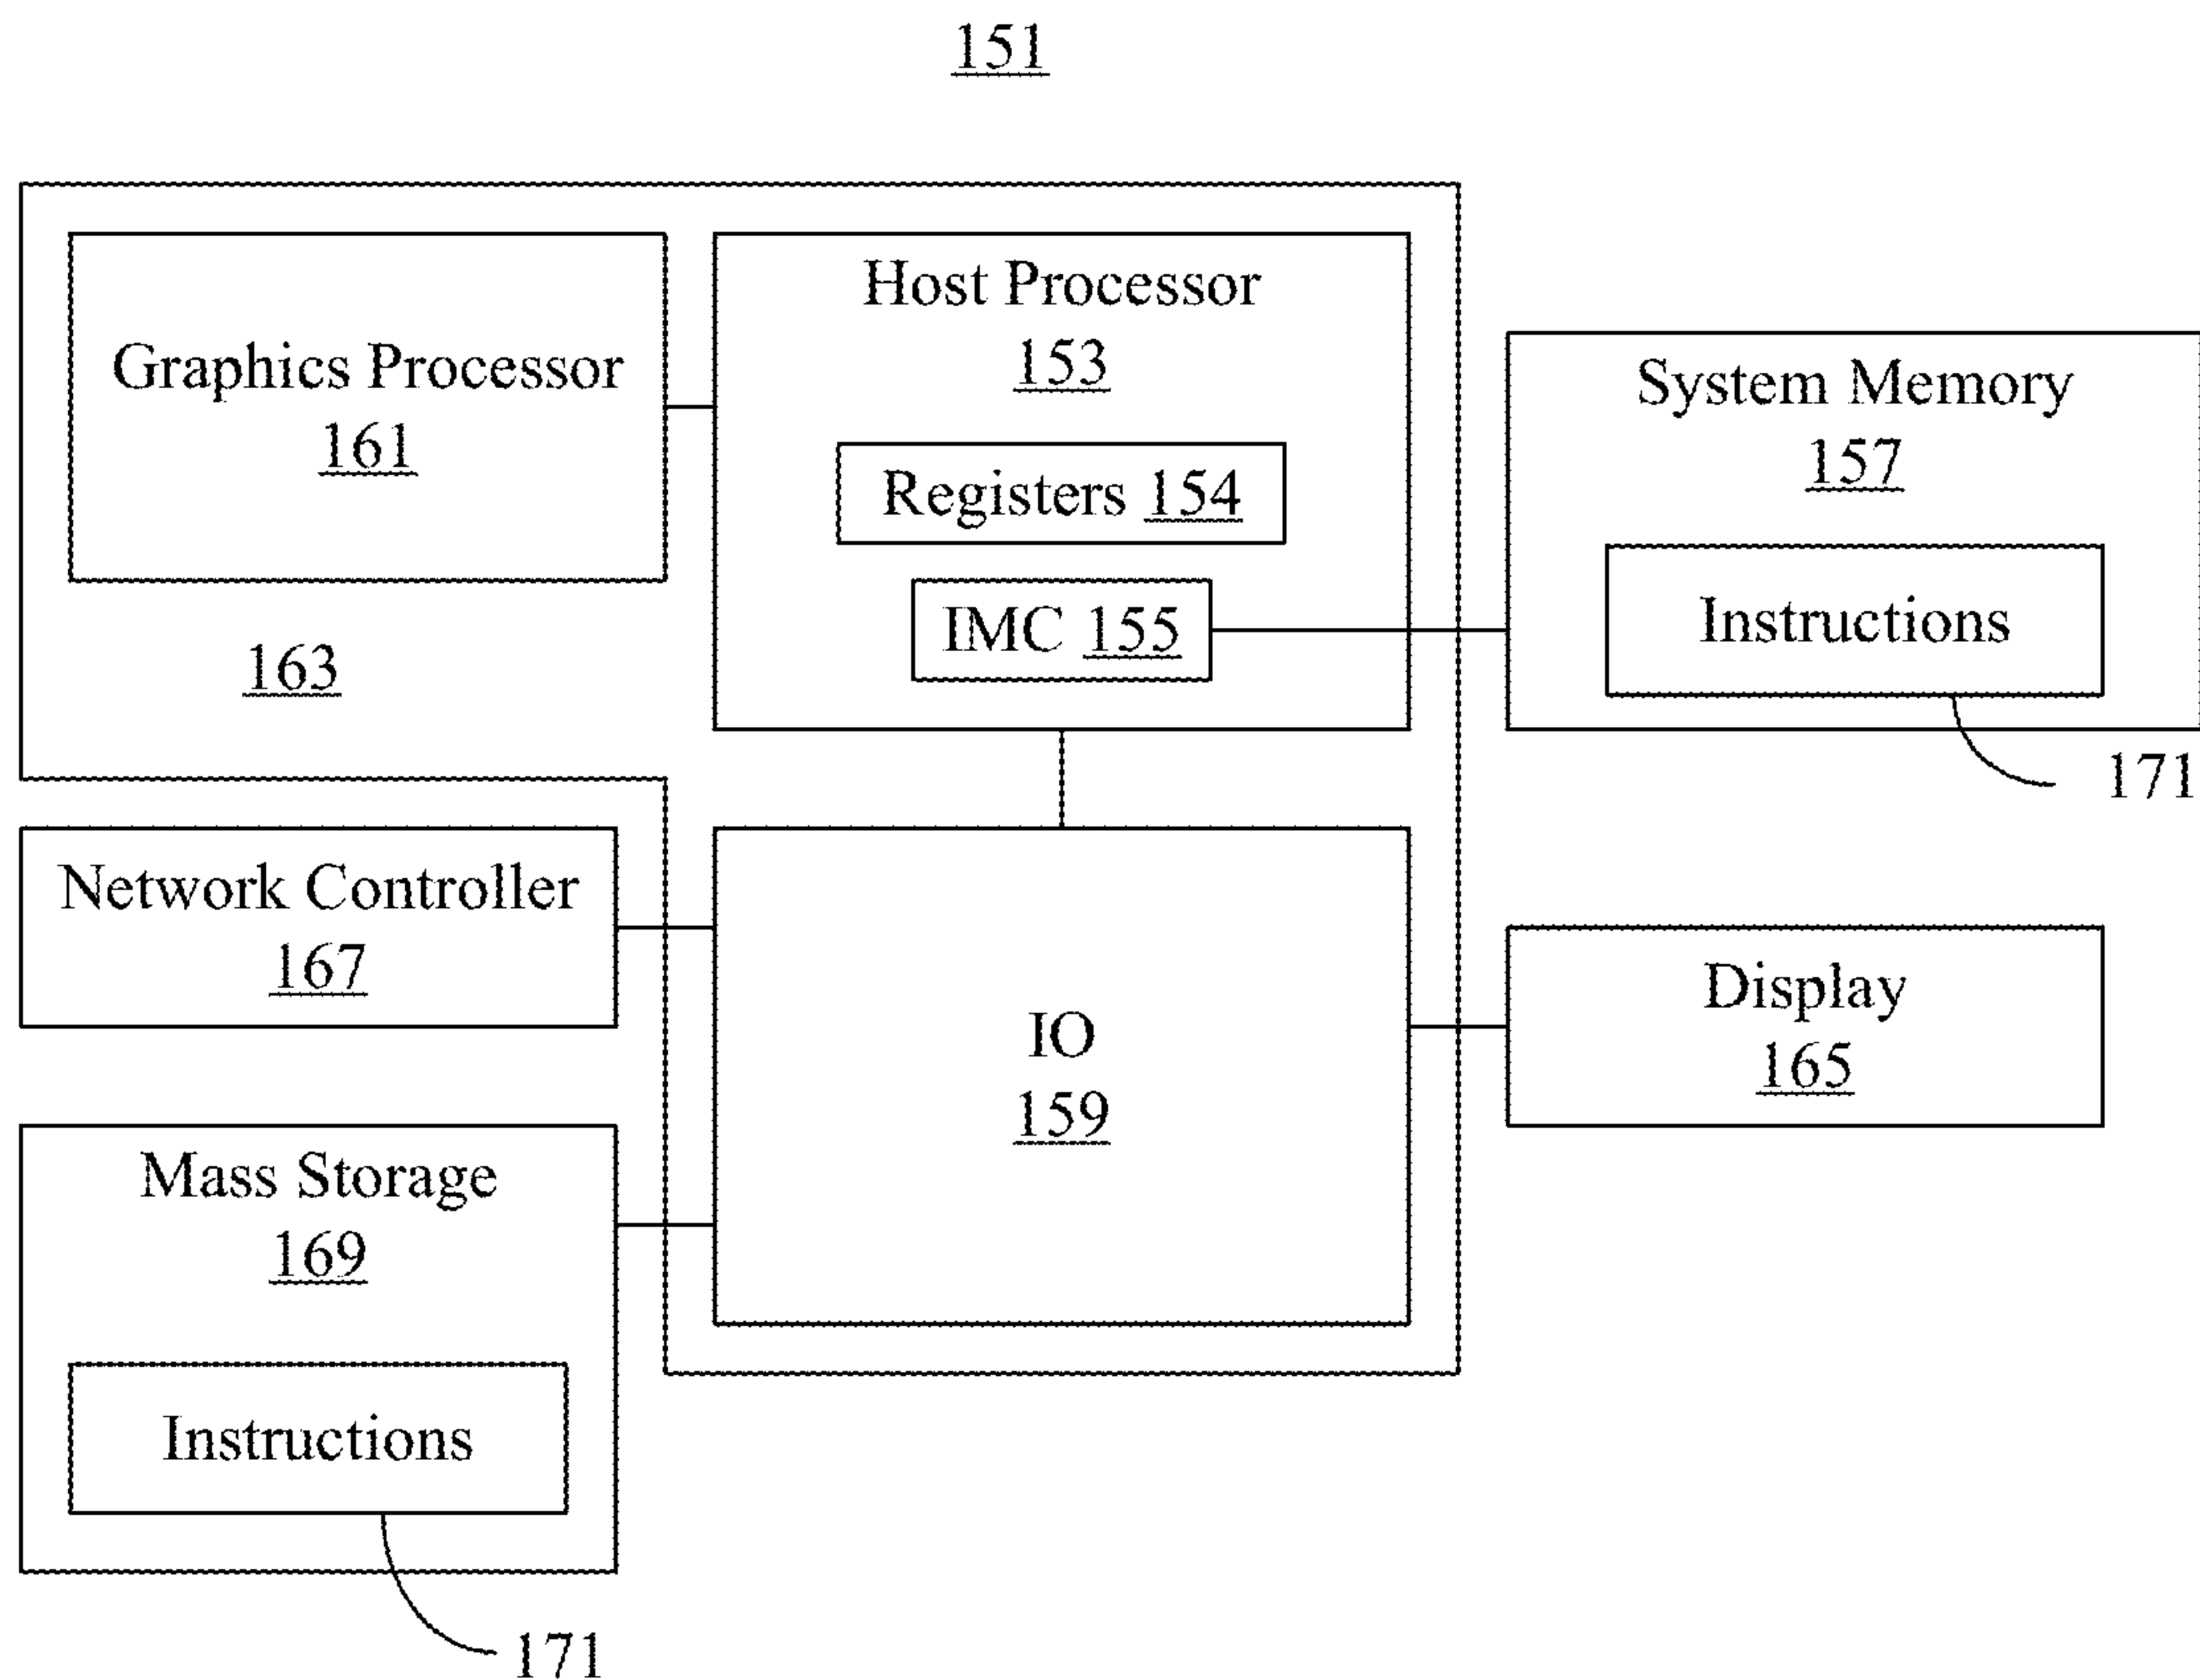 151
Graphics Processor
161
Host Processor
153
Registers 154
IMC 155
163
System Memory
157
Instructions
171
Network Controller
167
IO
159
Display
165
Mass Storage
169
Instructions
171